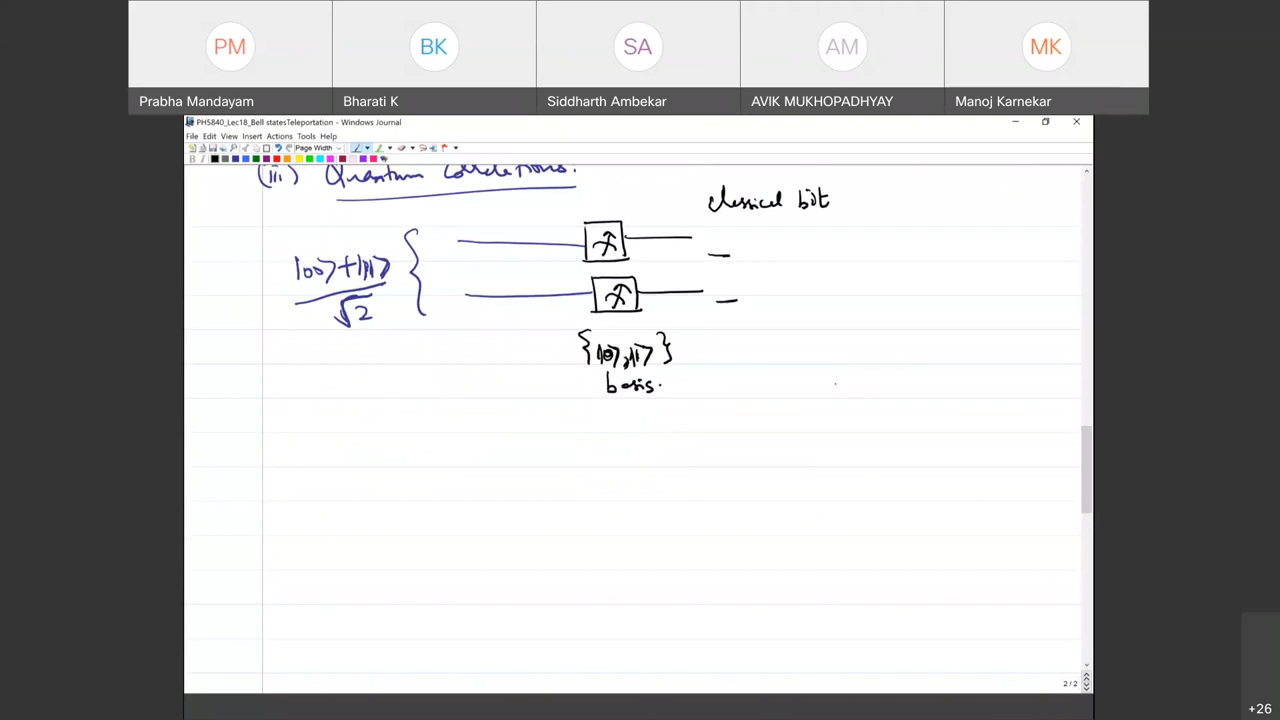 PM
BK
SA
AM
MK
Prabha Mandayam
Bharati K
Siddharth Ambekar
AVIK MUKHOPADHYAY
Manoj Karnekar
PH5840_Lec18_Bell statesTeleportation - Windows Journal
File Edit View Insert Actions Tools Help
Page Width
B I
(iii) Quantum Correlations.
classical bit
|00⟩+|11⟩
√2
{|0⟩,|1⟩}
basis.
2 / 2
+26